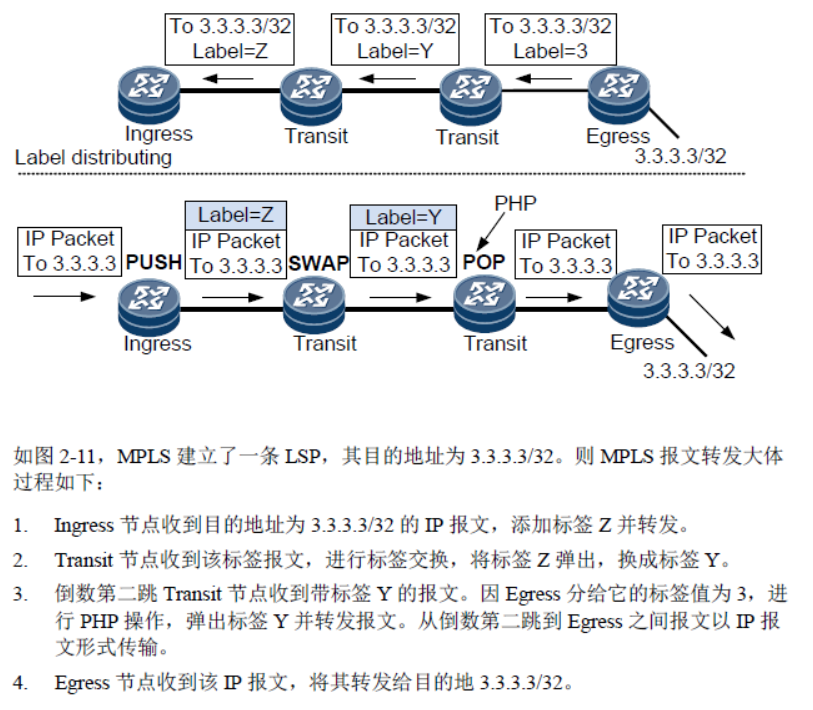 To 3.3.3.3/32 To 3.3.3.3/32 To 3.3.3.3/32
Label=Z Label=Y Label=3
Ingress Transit Transit Egress
Label distributing 3.3.3.3/32
PHP
Label=Z Label=Y
IP Packet IP Packet IP Packet IP Packet IP Packet
To 3.3.3.3 PUSH To 3.3.3.3 SWAP To 3.3.3.3 POP To 3.3.3.3 To 3.3.3.3
Ingress Transit Transit Egress
3.3.3.3/32
如图 2-11，MPLS 建立了一条 LSP，其目的地址为 3.3.3.3/32。则 MPLS 报文转发大体
过程如下：
1. Ingress 节点收到目的地址为 3.3.3.3/32 的 IP 报文，添加标签 Z 并转发。
2. Transit 节点收到该标签报文，进行标签交换，将标签 Z 弹出，换成标签 Y。
3. 倒数第二跳 Transit 节点收到带标签 Y 的报文。因 Egress 分给它的标签值为 3，进
行 PHP 操作，弹出标签 Y 并转发报文。从倒数第二跳到 Egress 之间报文以 IP 报
文形式传输。
4. Egress 节点收到该 IP 报文，将其转发给目的地 3.3.3.3/32。